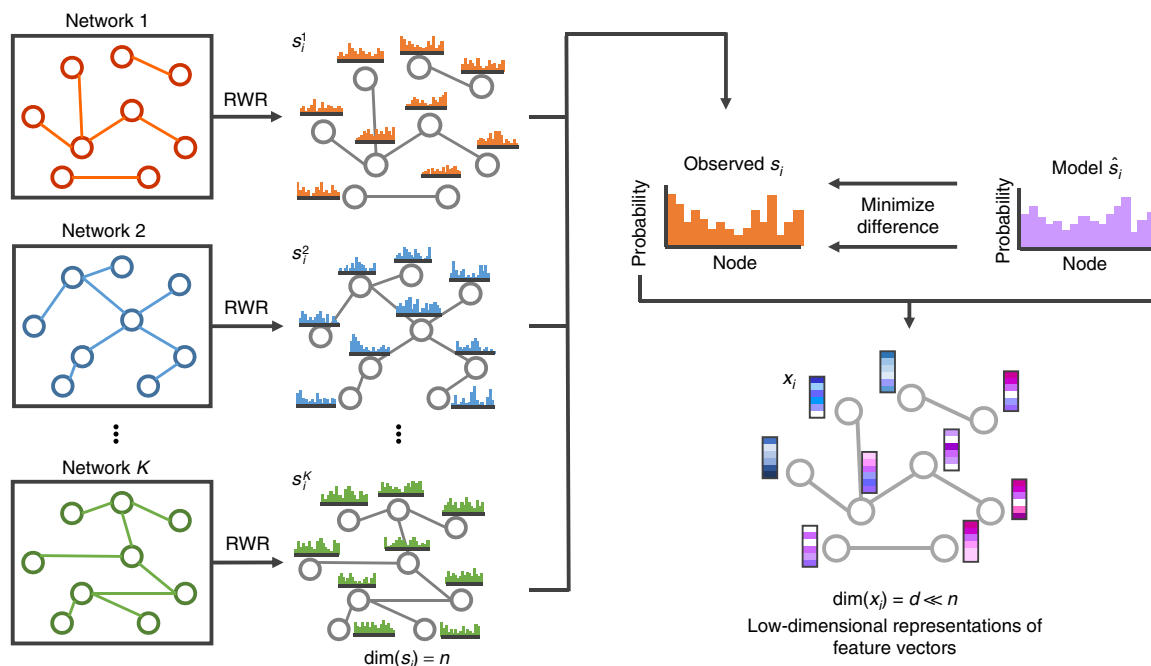 Network 1
RWR
s_i^1
Network 2
RWR
s_i^2
Network K
RWR
s_i^K
dim(s_i) = n
Observed s_i
Probability
Node
Minimize
difference
Model ŝ_i
Probability
Node
x_i
dim(x_i) = d ≪ n
Low-dimensional representations of
feature vectors